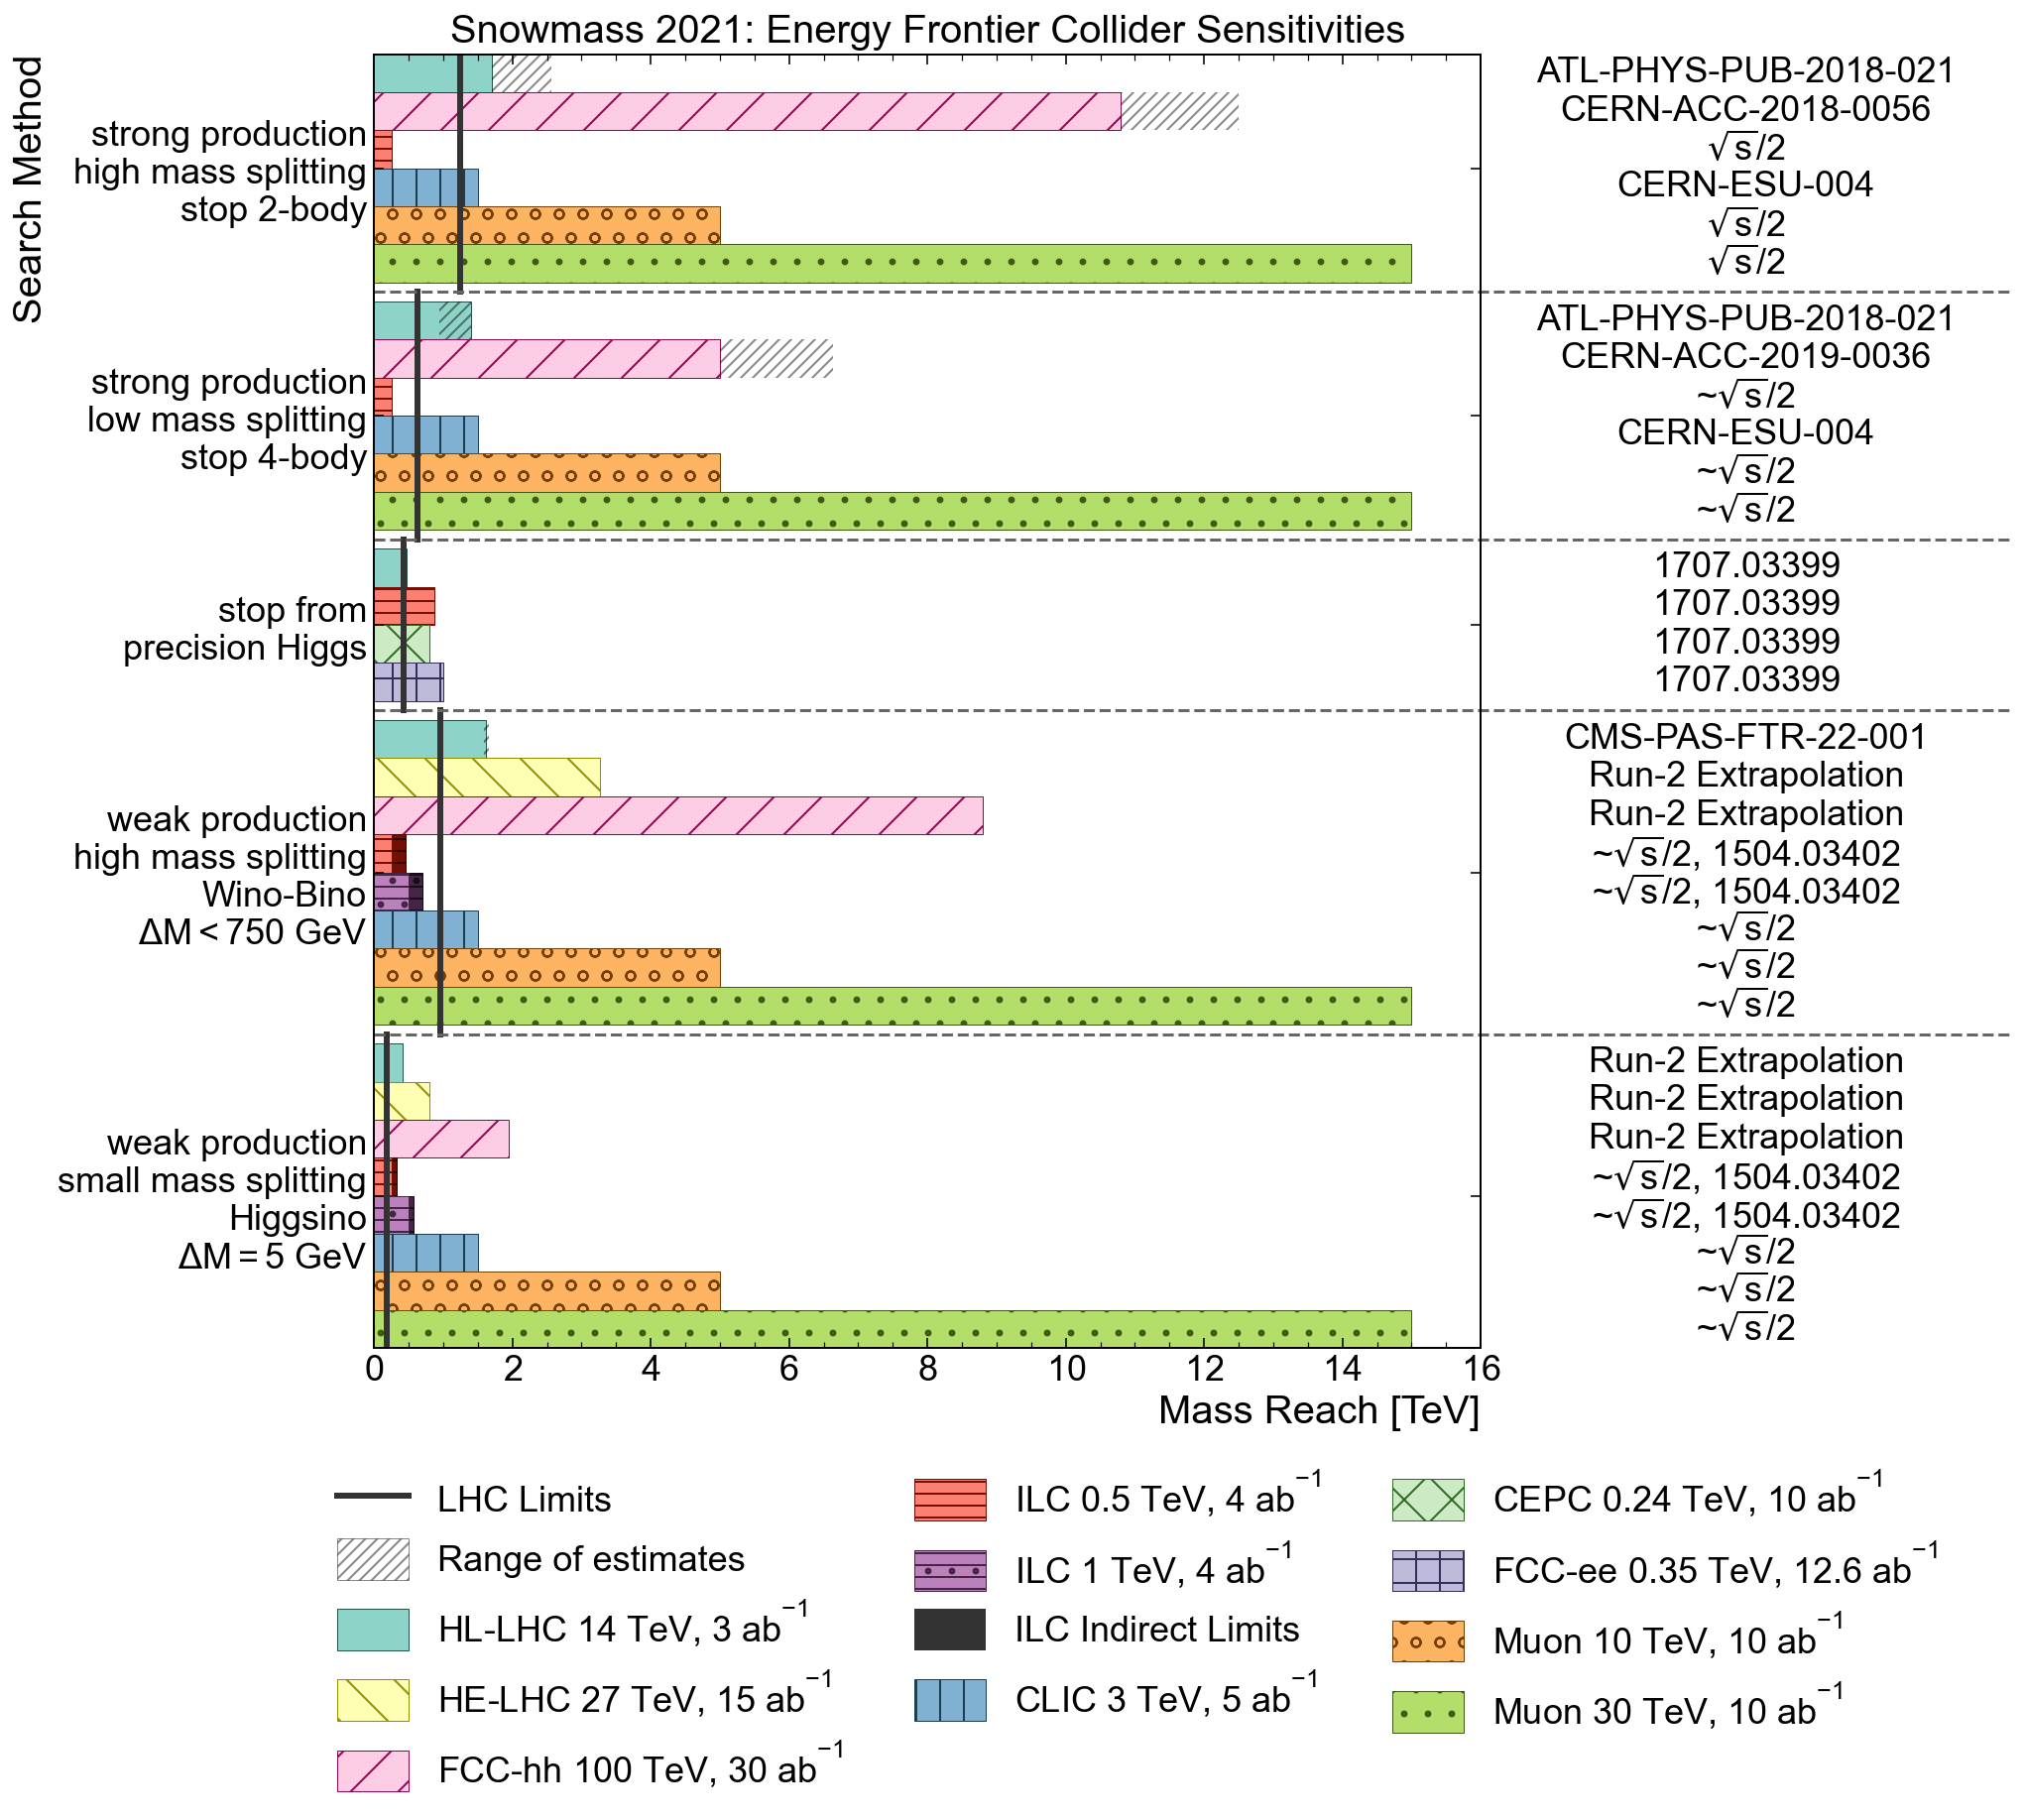 Snowmass 2021: Energy Frontier Collider Sensitivities
Search Method
strong production
high mass splitting
stop 2-body
ATL-PHYS-PUB-2018-021
CERN-ACC-2018-0056
√s/2
CERN-ESU-004
√s/2
√s/2
strong production
low mass splitting
stop 4-body
ATL-PHYS-PUB-2018-021
CERN-ACC-2019-0036
~√s/2
CERN-ESU-004
~√s/2
~√s/2
stop from
precision Higgs
1707.03399
1707.03399
1707.03399
1707.03399
weak production
high mass splitting
Wino-Bino
ΔM < 750 GeV
CMS-PAS-FTR-22-001
Run-2 Extrapolation
Run-2 Extrapolation
~√s/2, 1504.03402
~√s/2, 1504.03402
~√s/2
~√s/2
~√s/2
weak production
small mass splitting
Higgsino
ΔM = 5 GeV
Run-2 Extrapolation
Run-2 Extrapolation
Run-2 Extrapolation
~√s/2, 1504.03402
~√s/2, 1504.03402
~√s/2
~√s/2
~√s/2
0 2 4 6 8 10 12 14 16
Mass Reach [TeV]
LHC Limits
Range of estimates
HL-LHC 14 TeV, 3 ab⁻¹
HE-LHC 27 TeV, 15 ab⁻¹
FCC-hh 100 TeV, 30 ab⁻¹
ILC 0.5 TeV, 4 ab⁻¹
ILC 1 TeV, 4 ab⁻¹
ILC Indirect Limits
CLIC 3 TeV, 5 ab⁻¹
CEPC 0.24 TeV, 10 ab⁻¹
FCC-ee 0.35 TeV, 12.6 ab⁻¹
Muon 10 TeV, 10 ab⁻¹
Muon 30 TeV, 10 ab⁻¹